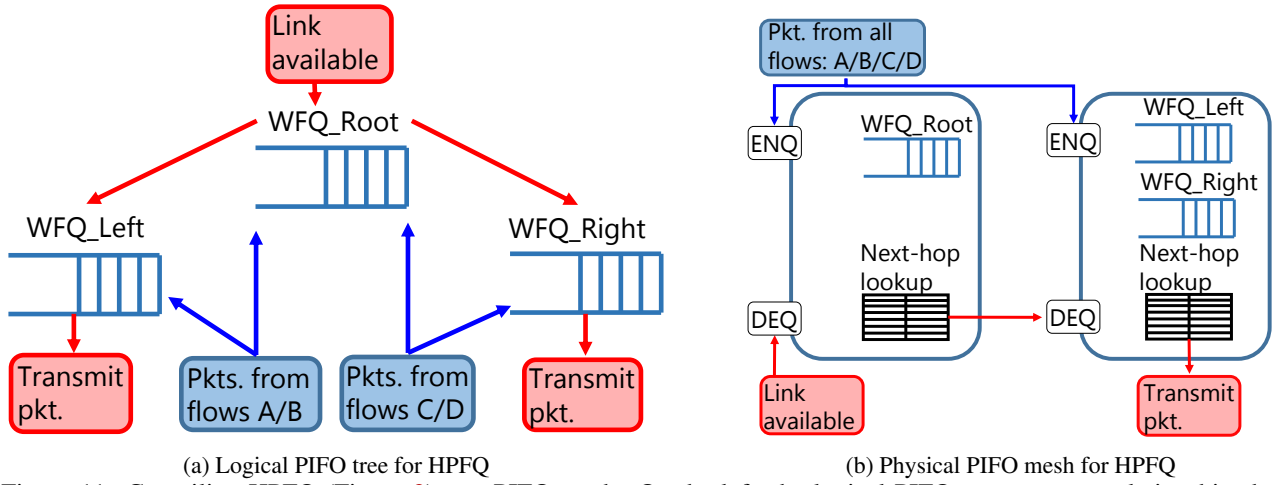 Link
available
WFQ_Root
WFQ_Left
WFQ_Right
Transmit
pkt.
Pkts. from
flows A/B
Pkts. from
flows C/D
Transmit
pkt.
(a) Logical PIFO tree for HPFQ
Pkt. from all
flows: A/B/C/D
ENQ
WFQ_Root
Next-hop
lookup
DEQ
Link
available
ENQ
WFQ_Left
WFQ_Right
Next-hop
lookup
DEQ
Transmit
pkt.
(b) Physical PIFO mesh for HPFQ